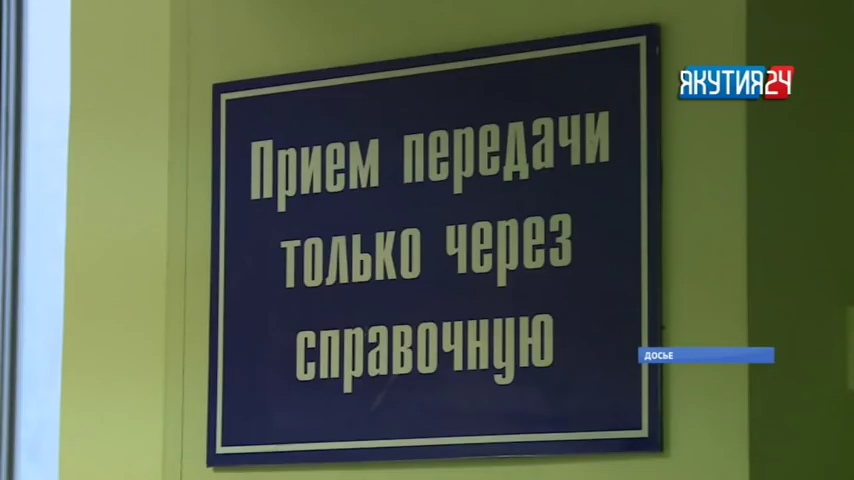 ЯКУТИЯ24
Прием передачи
только через
справочную
ДОСЬЕ